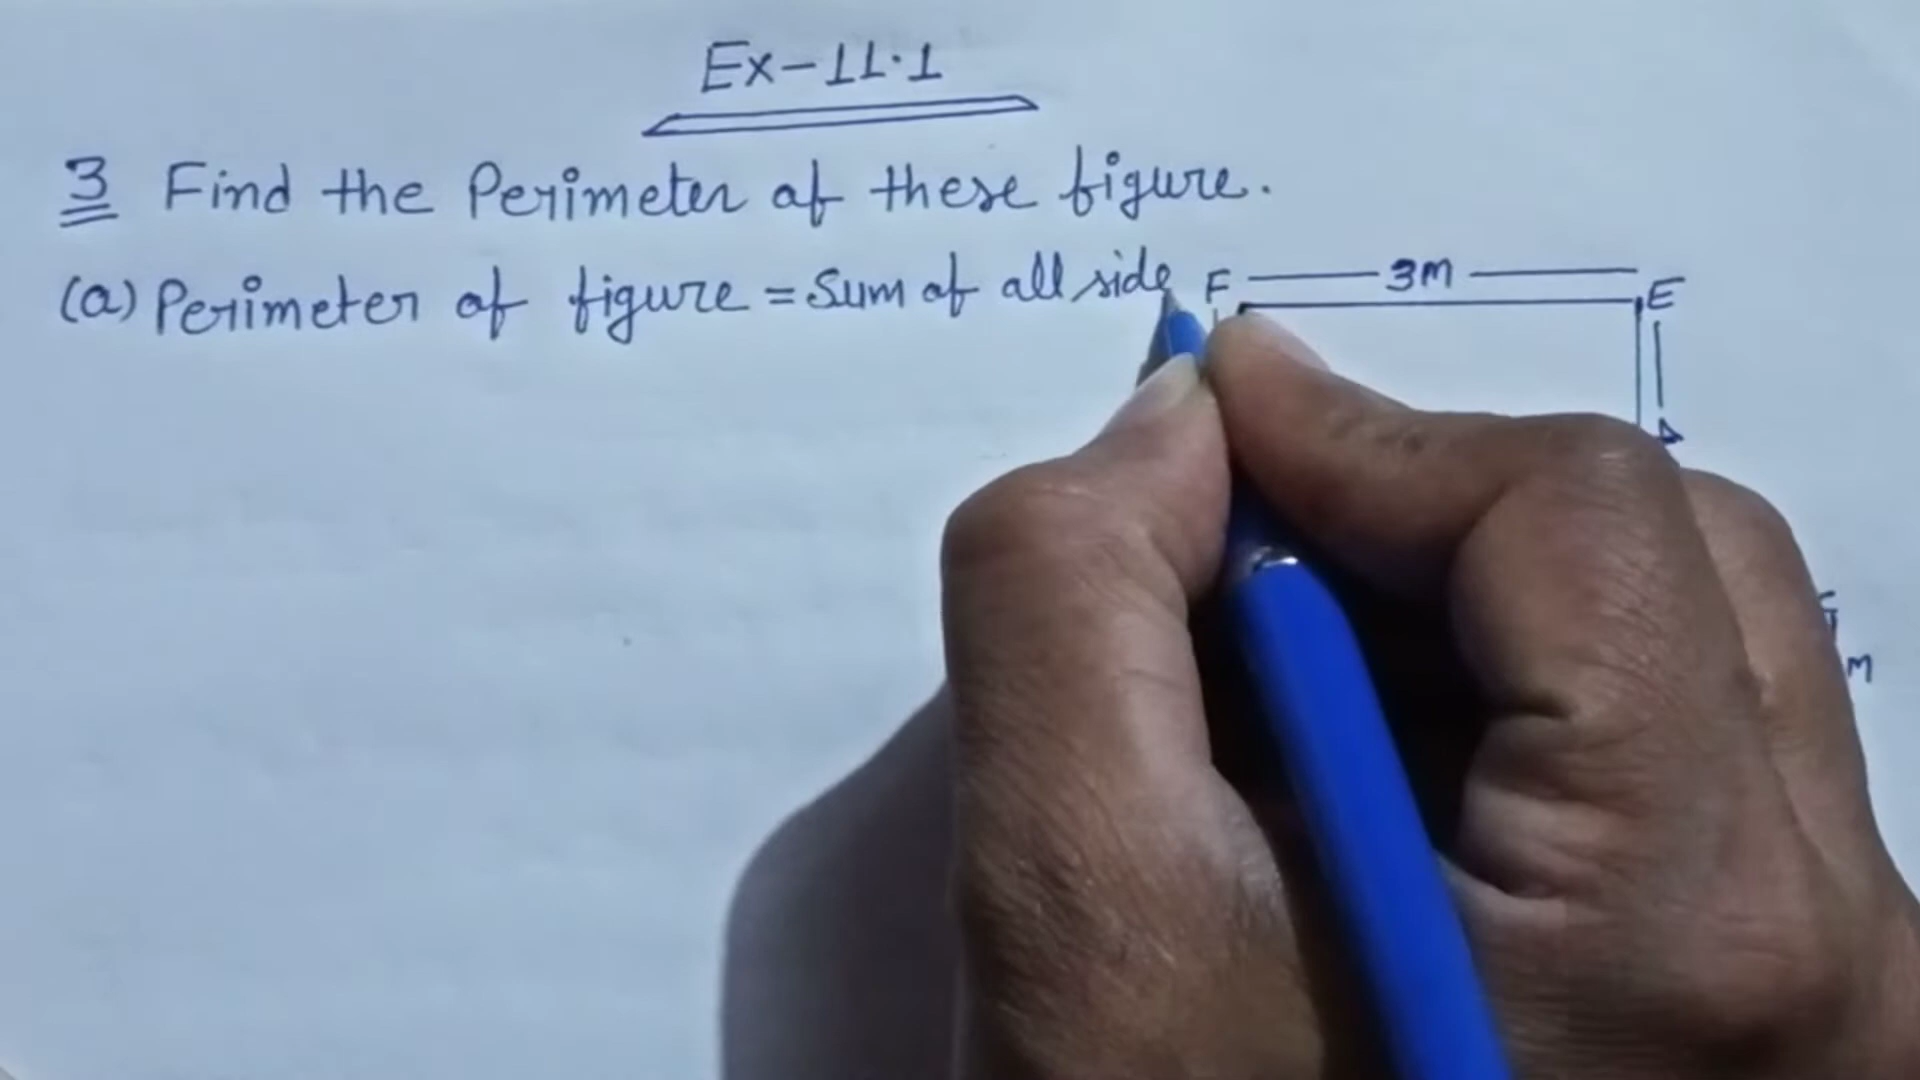 Ex-11.1
3 Find the Perimeter of these figure.
(a) Perimeter of figure = Sum of all side
F 3m E
m